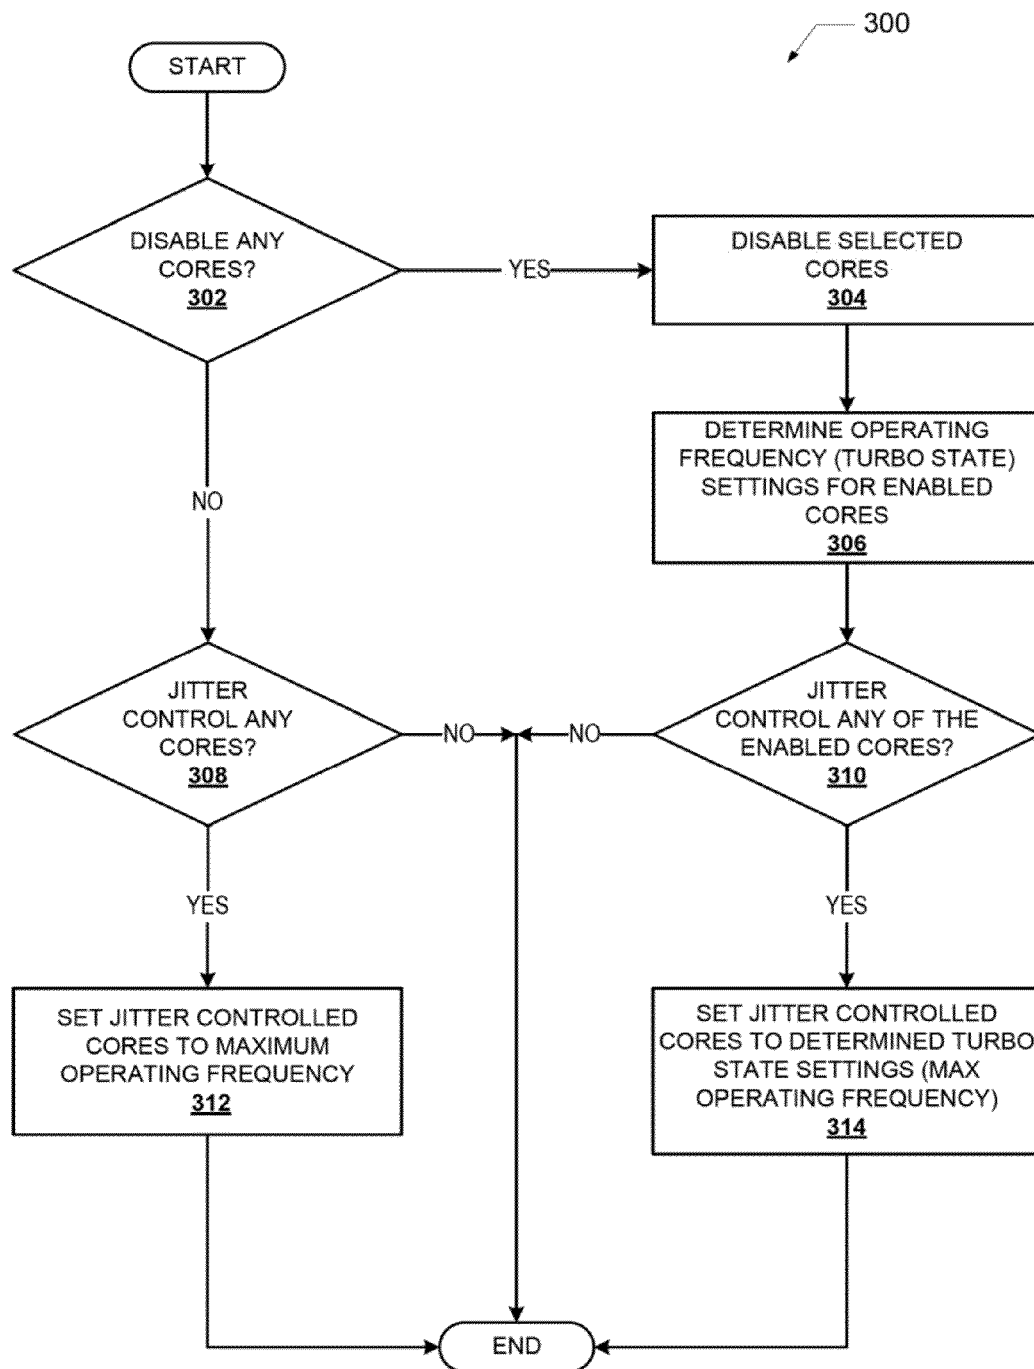 300
START
DISABLE ANY
CORES?
302
YES
DISABLE SELECTED
CORES
304
NO
DETERMINE OPERATING
FREQUENCY (TURBO STATE)
SETTINGS FOR ENABLED
CORES
306
JITTER
CONTROL ANY
CORES?
308
NO
NO
JITTER
CONTROL ANY OF THE
ENABLED CORES?
310
YES
YES
SET JITTER CONTROLLED
CORES TO MAXIMUM
OPERATING FREQUENCY
312
SET JITTER CONTROLLED
CORES TO DETERMINED TURBO
STATE SETTINGS (MAX
OPERATING FREQUENCY)
314
END